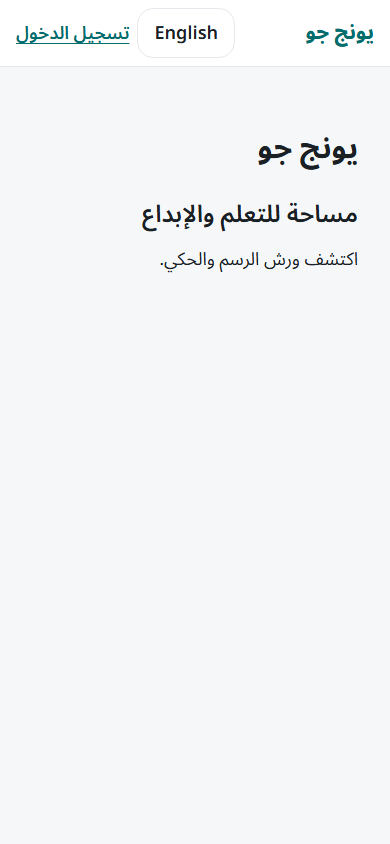 يونج جو
English
تسجيل الدخول
يونج جو
مساحة للتعلم والإبداع
اكتشف ورش الرسم والحكي.